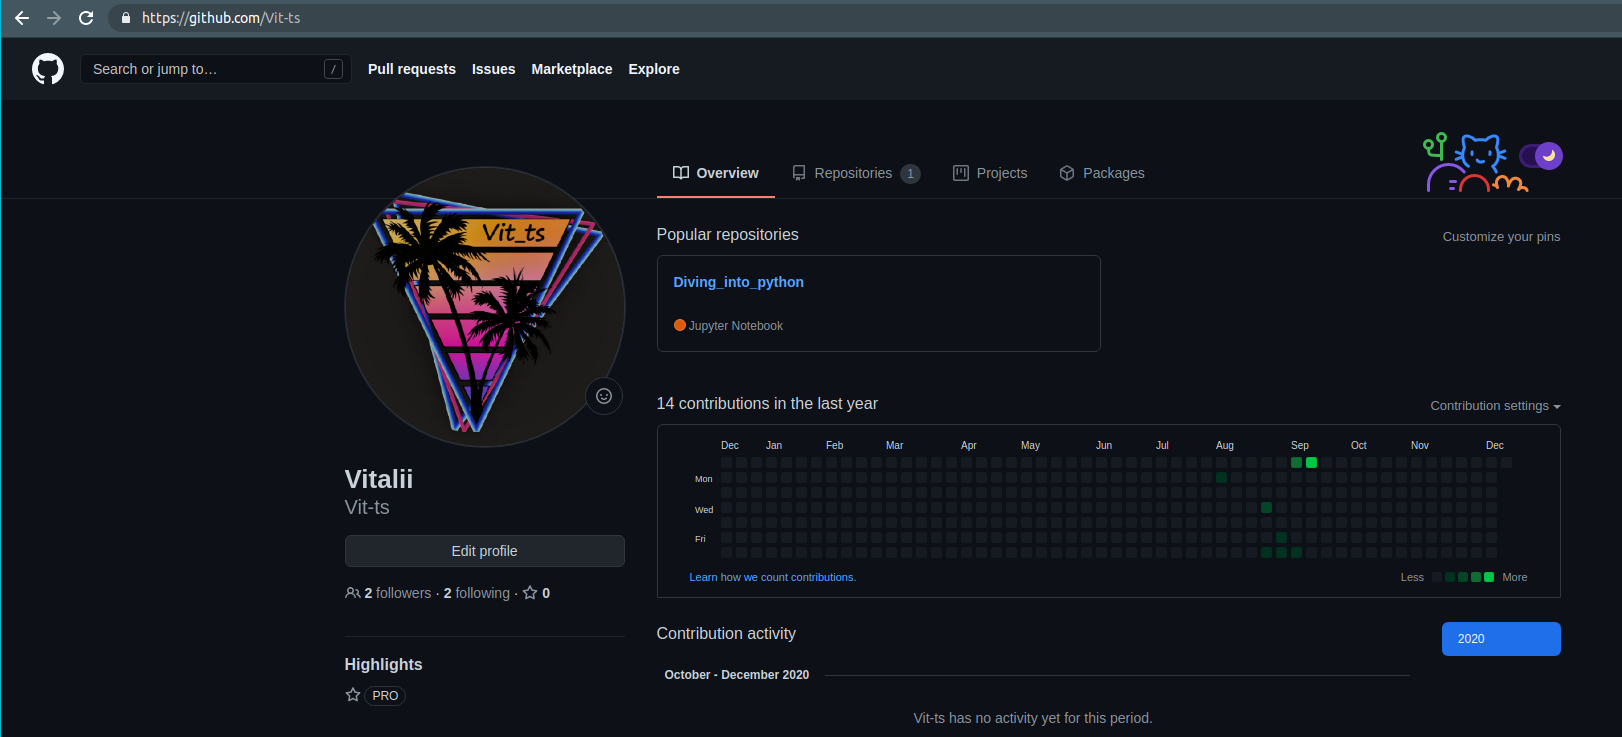 https://github.com/Vit-ts
Search or jump to… /
Pull requests Issues Marketplace Explore
Overview Repositories 1 Projects Packages
Vit_ts
Popular repositories
Customize your pins
Diving_into_python
Jupyter Notebook
14 contributions in the last year
Contribution settings
Dec Jan Feb Mar Apr May Jun Jul Aug Sep Oct Nov Dec
Mon
Wed
Fri
Learn how we count contributions.
Less More
Vitalii
Vit-ts
Edit profile
2 followers · 2 following · 0
Highlights
PRO
Contribution activity
2020
October - December 2020
Vit-ts has no activity yet for this period.